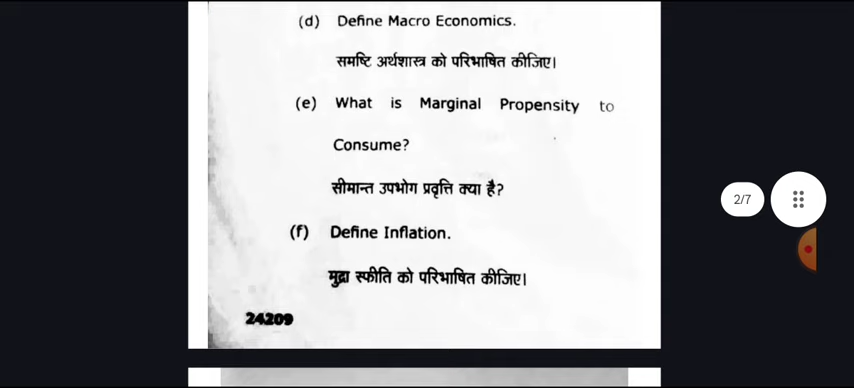 (d) Define Macro Economics.
समष्टि अर्थशास्त्र को परिभाषित कीजिए।
(e) What is Marginal Propensity to
Consume?
सीमान्त उपभोग प्रवृत्ति क्या है?
2/7
(f) Define Inflation.
मुद्रा स्फीति को परिभाषित कीजिए।
24209